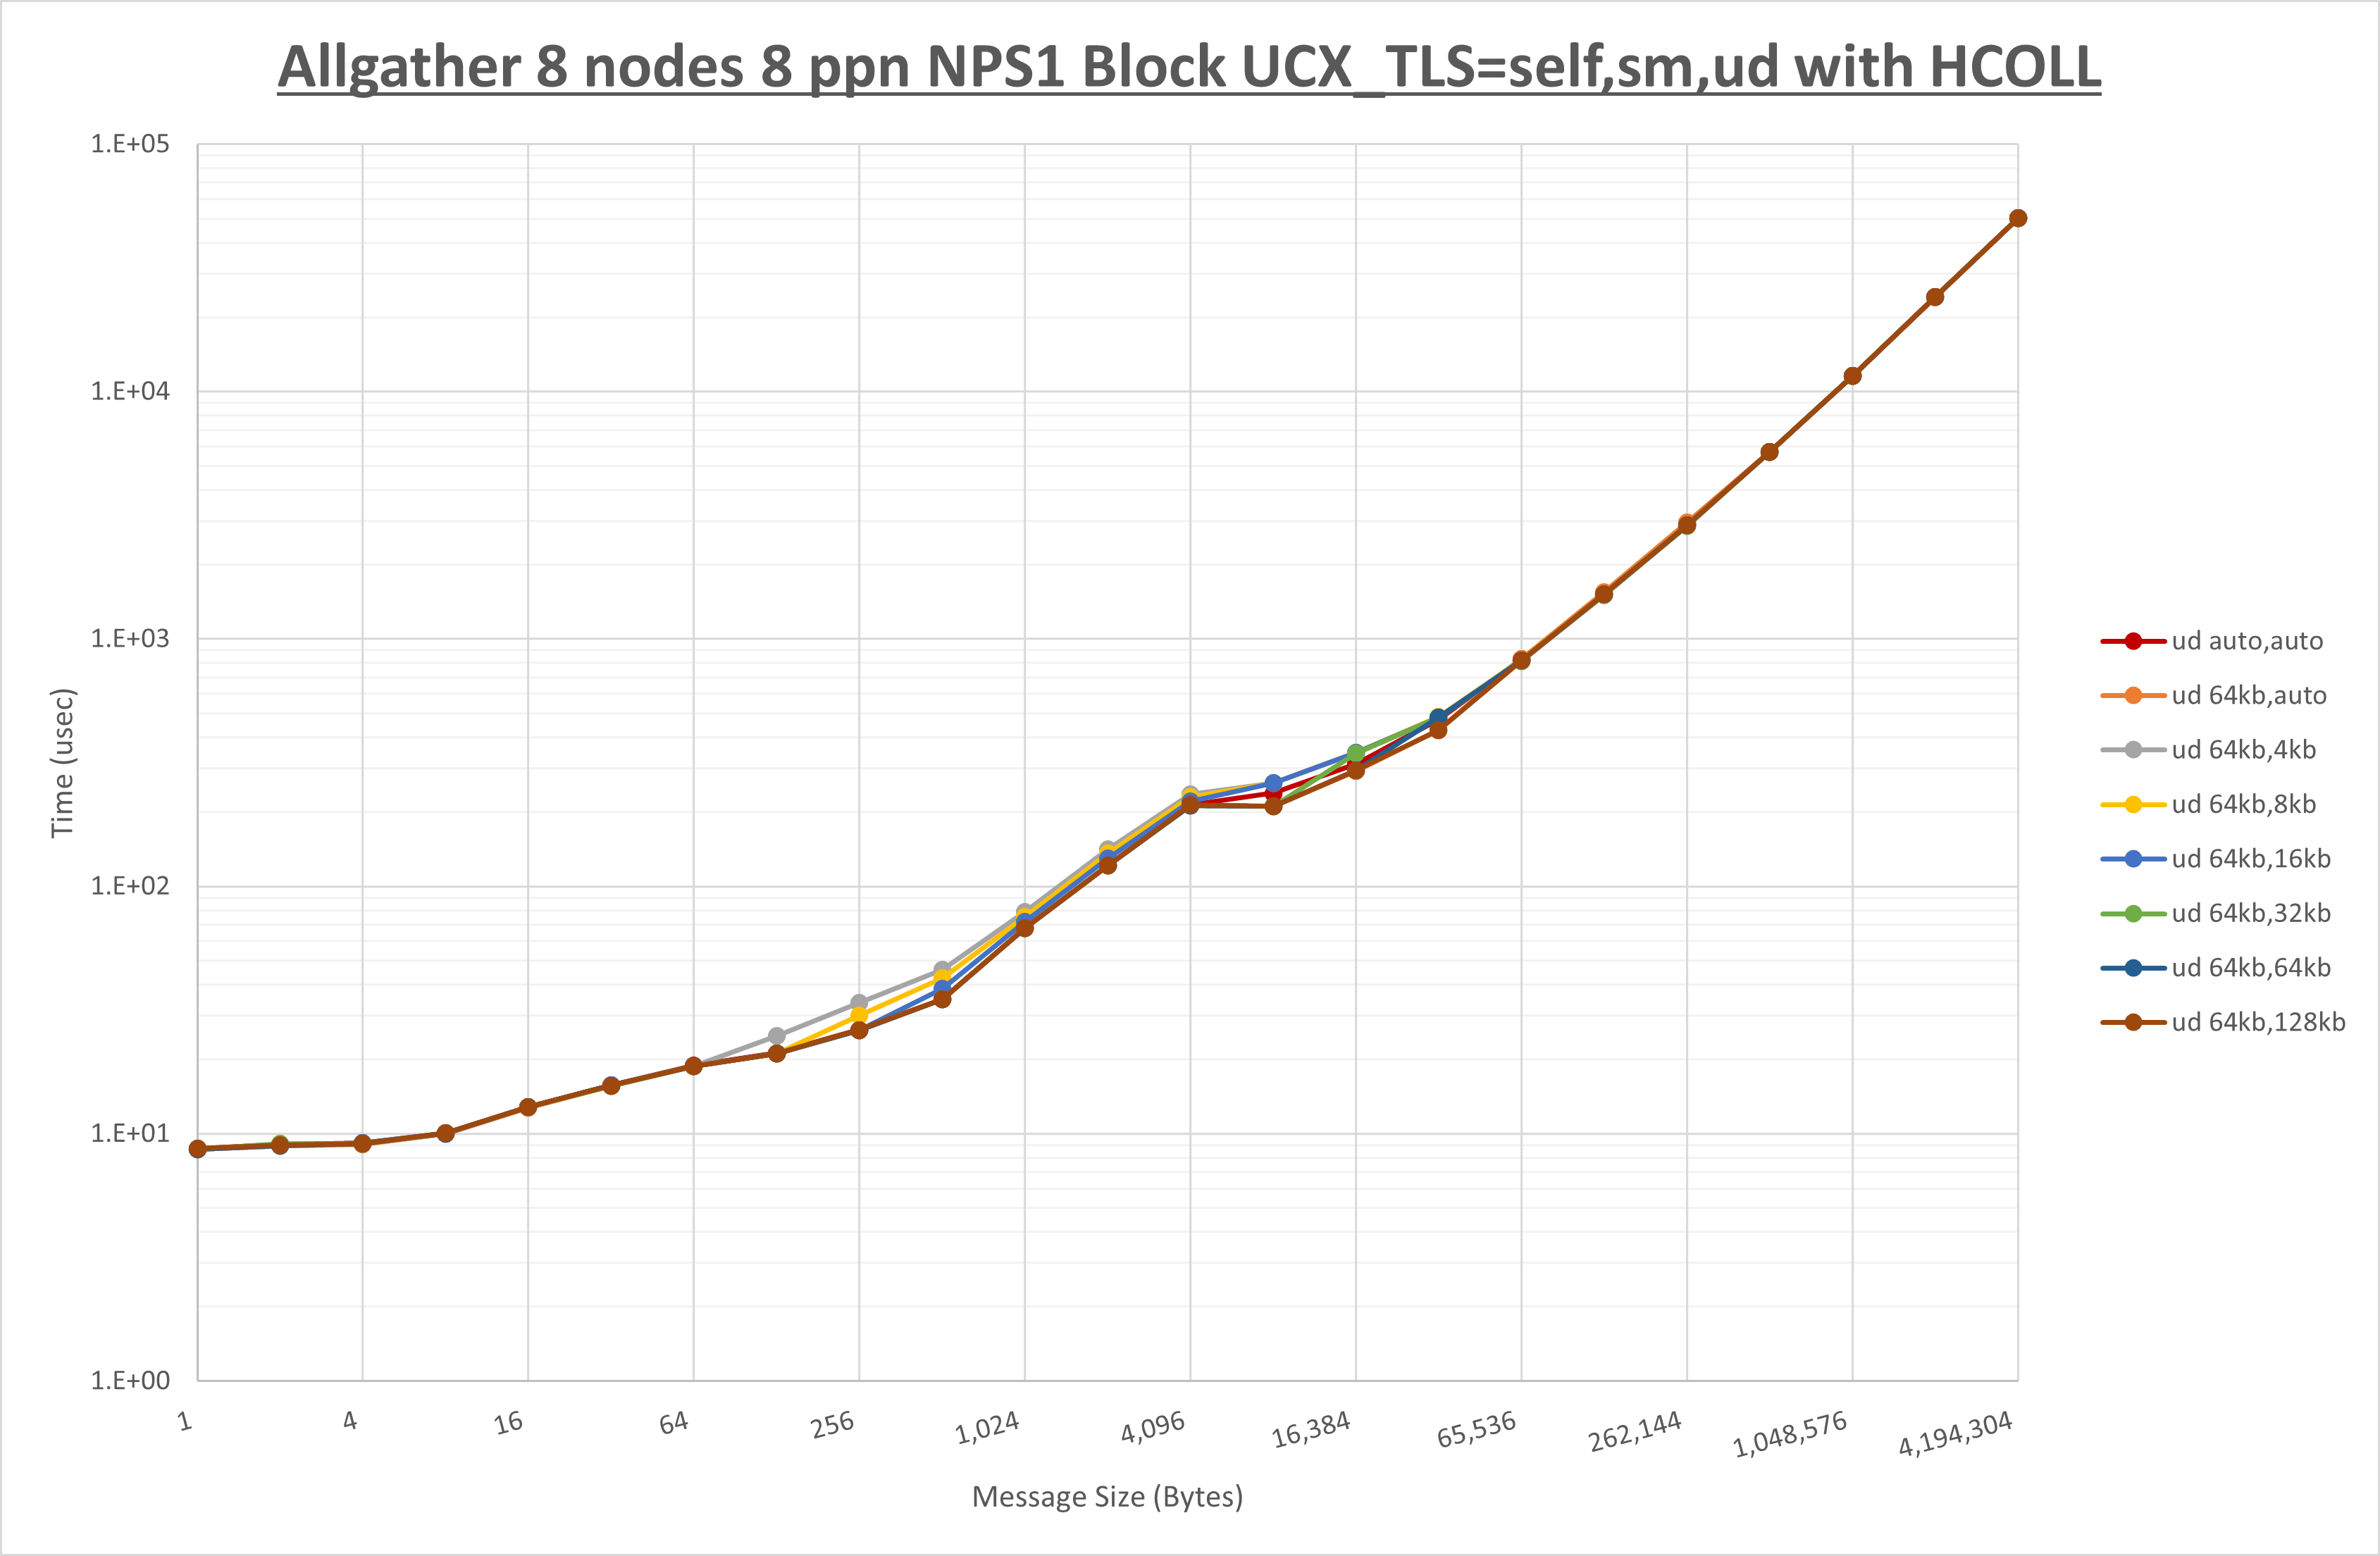 Allgather 8 nodes 8 ppn NPS1 Block UCX_TLS=self,sm,ud with HCOLL
1.E+05
1.E+04
1.E+03
1.E+02
1.E+01
1.E+00
Time (usec)
1
4
16
64
256
1,024
4,096
16,384
65,536
262,144
1,048,576
4,194,304
Message Size (Bytes)
ud auto,auto
ud 64kb,auto
ud 64kb,4kb
ud 64kb,8kb
ud 64kb,16kb
ud 64kb,32kb
ud 64kb,64kb
ud 64kb,128kb